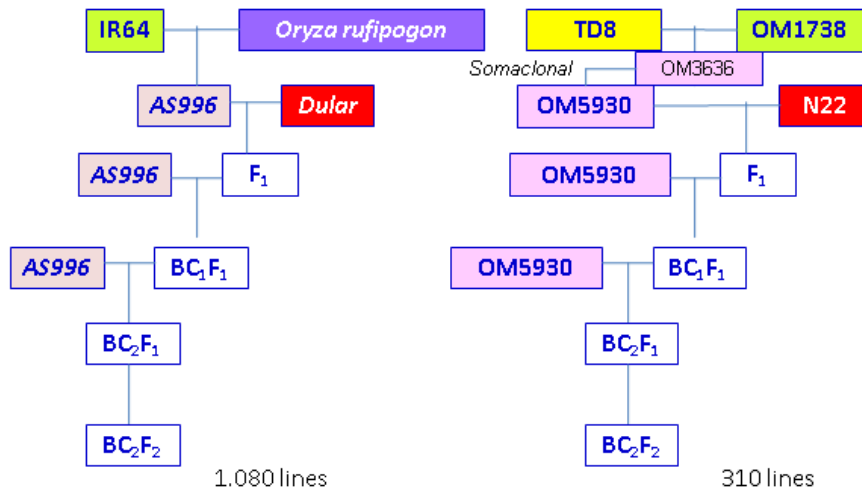 IR64 Oryza rufipogon TD8 OM1738
Somaclonal OM3636
AS996 Dular OM5930 N22
AS996 F₁ OM5930 F₁
AS996 BC₁F₁ OM5930 BC₁F₁
BC₂F₁ BC₂F₁
BC₂F₂ BC₂F₂
1.080 lines 310 lines